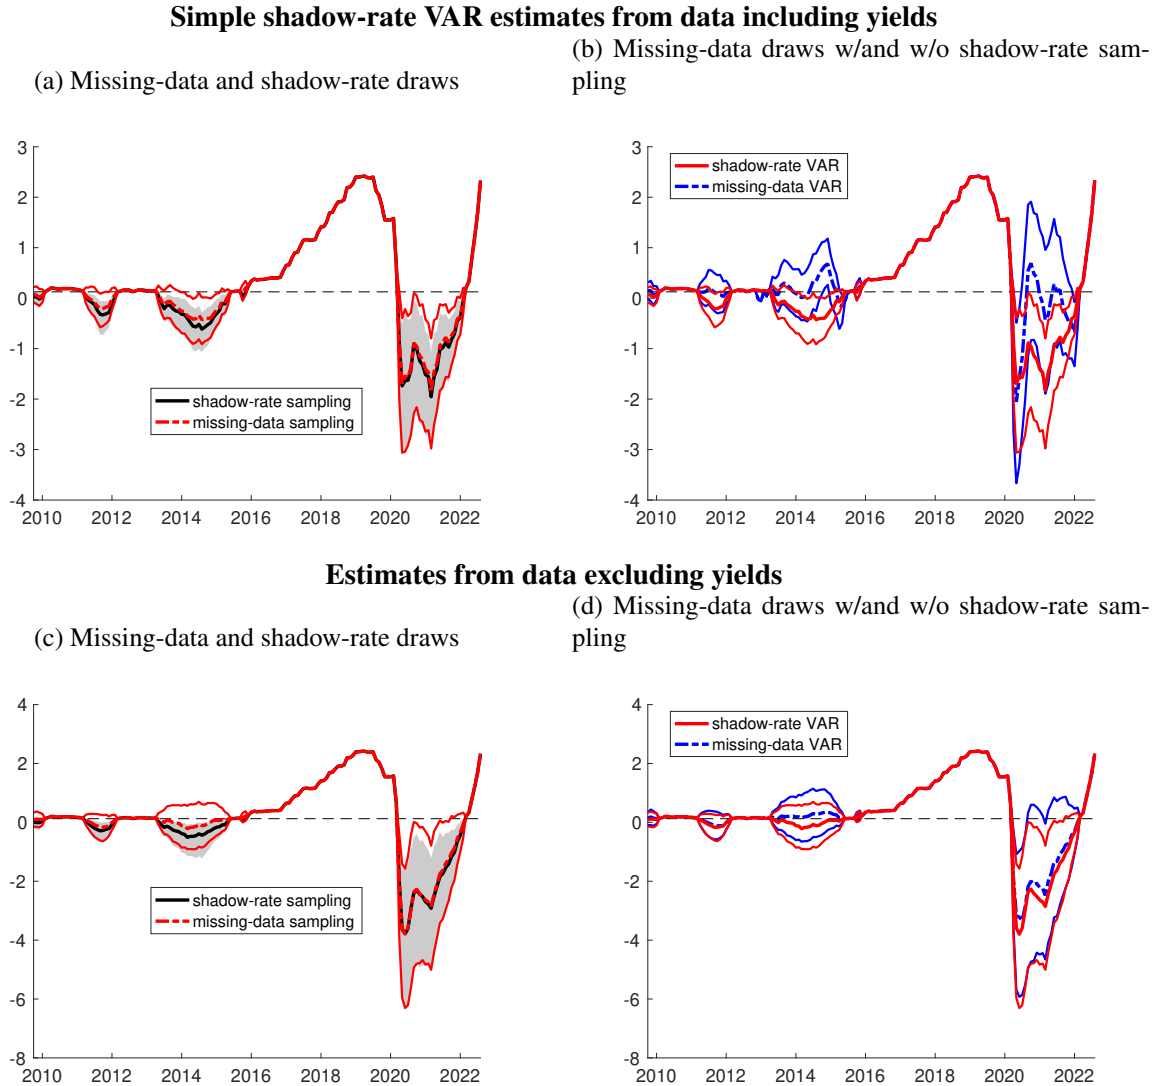 Simple shadow-rate VAR estimates from data including yields
(a) Missing-data and shadow-rate draws
(b) Missing-data draws w/and w/o shadow-rate sam-
pling
3
2
1
0
-1
-2
-3
-4
2010 2012 2014 2016 2018 2020 2022
shadow-rate sampling
missing-data sampling
3
2
1
0
-1
-2
-3
-4
2010 2012 2014 2016 2018 2020 2022
shadow-rate VAR
missing-data VAR
Estimates from data excluding yields
(c) Missing-data and shadow-rate draws
(d) Missing-data draws w/and w/o shadow-rate sam-
pling
4
2
0
-2
-4
-6
-8
2010 2012 2014 2016 2018 2020 2022
shadow-rate sampling
missing-data sampling
4
2
0
-2
-4
-6
-8
2010 2012 2014 2016 2018 2020 2022
shadow-rate VAR
missing-data VAR